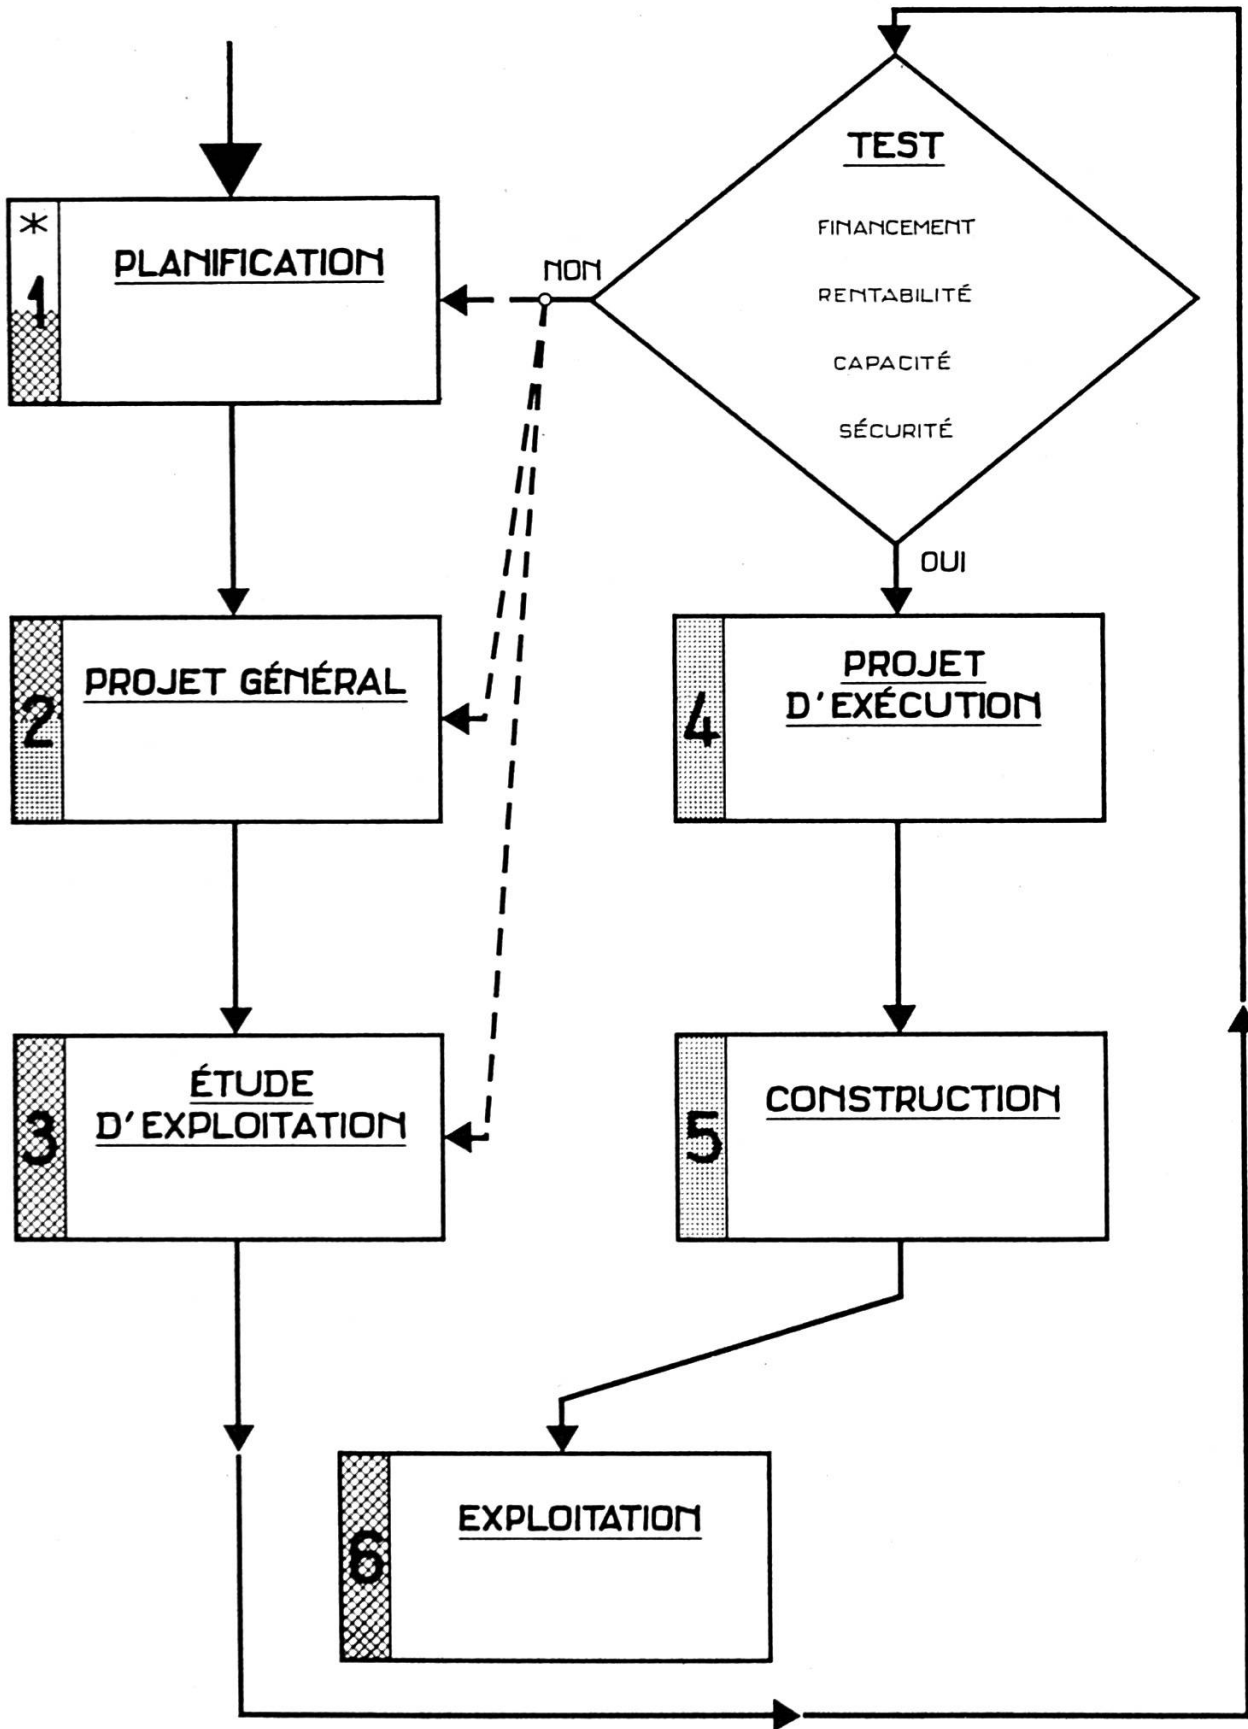 *
1
PLANIFICATION
NON
TEST
FINANCEMENT
RENTABILITÉ
CAPACITÉ
SÉCURITÉ
OUI
2
PROJET GÉNÉRAL
4
PROJET
D'EXÉCUTION
3
ÉTUDE
D'EXPLOITATION
5
CONSTRUCTION
6
EXPLOITATION